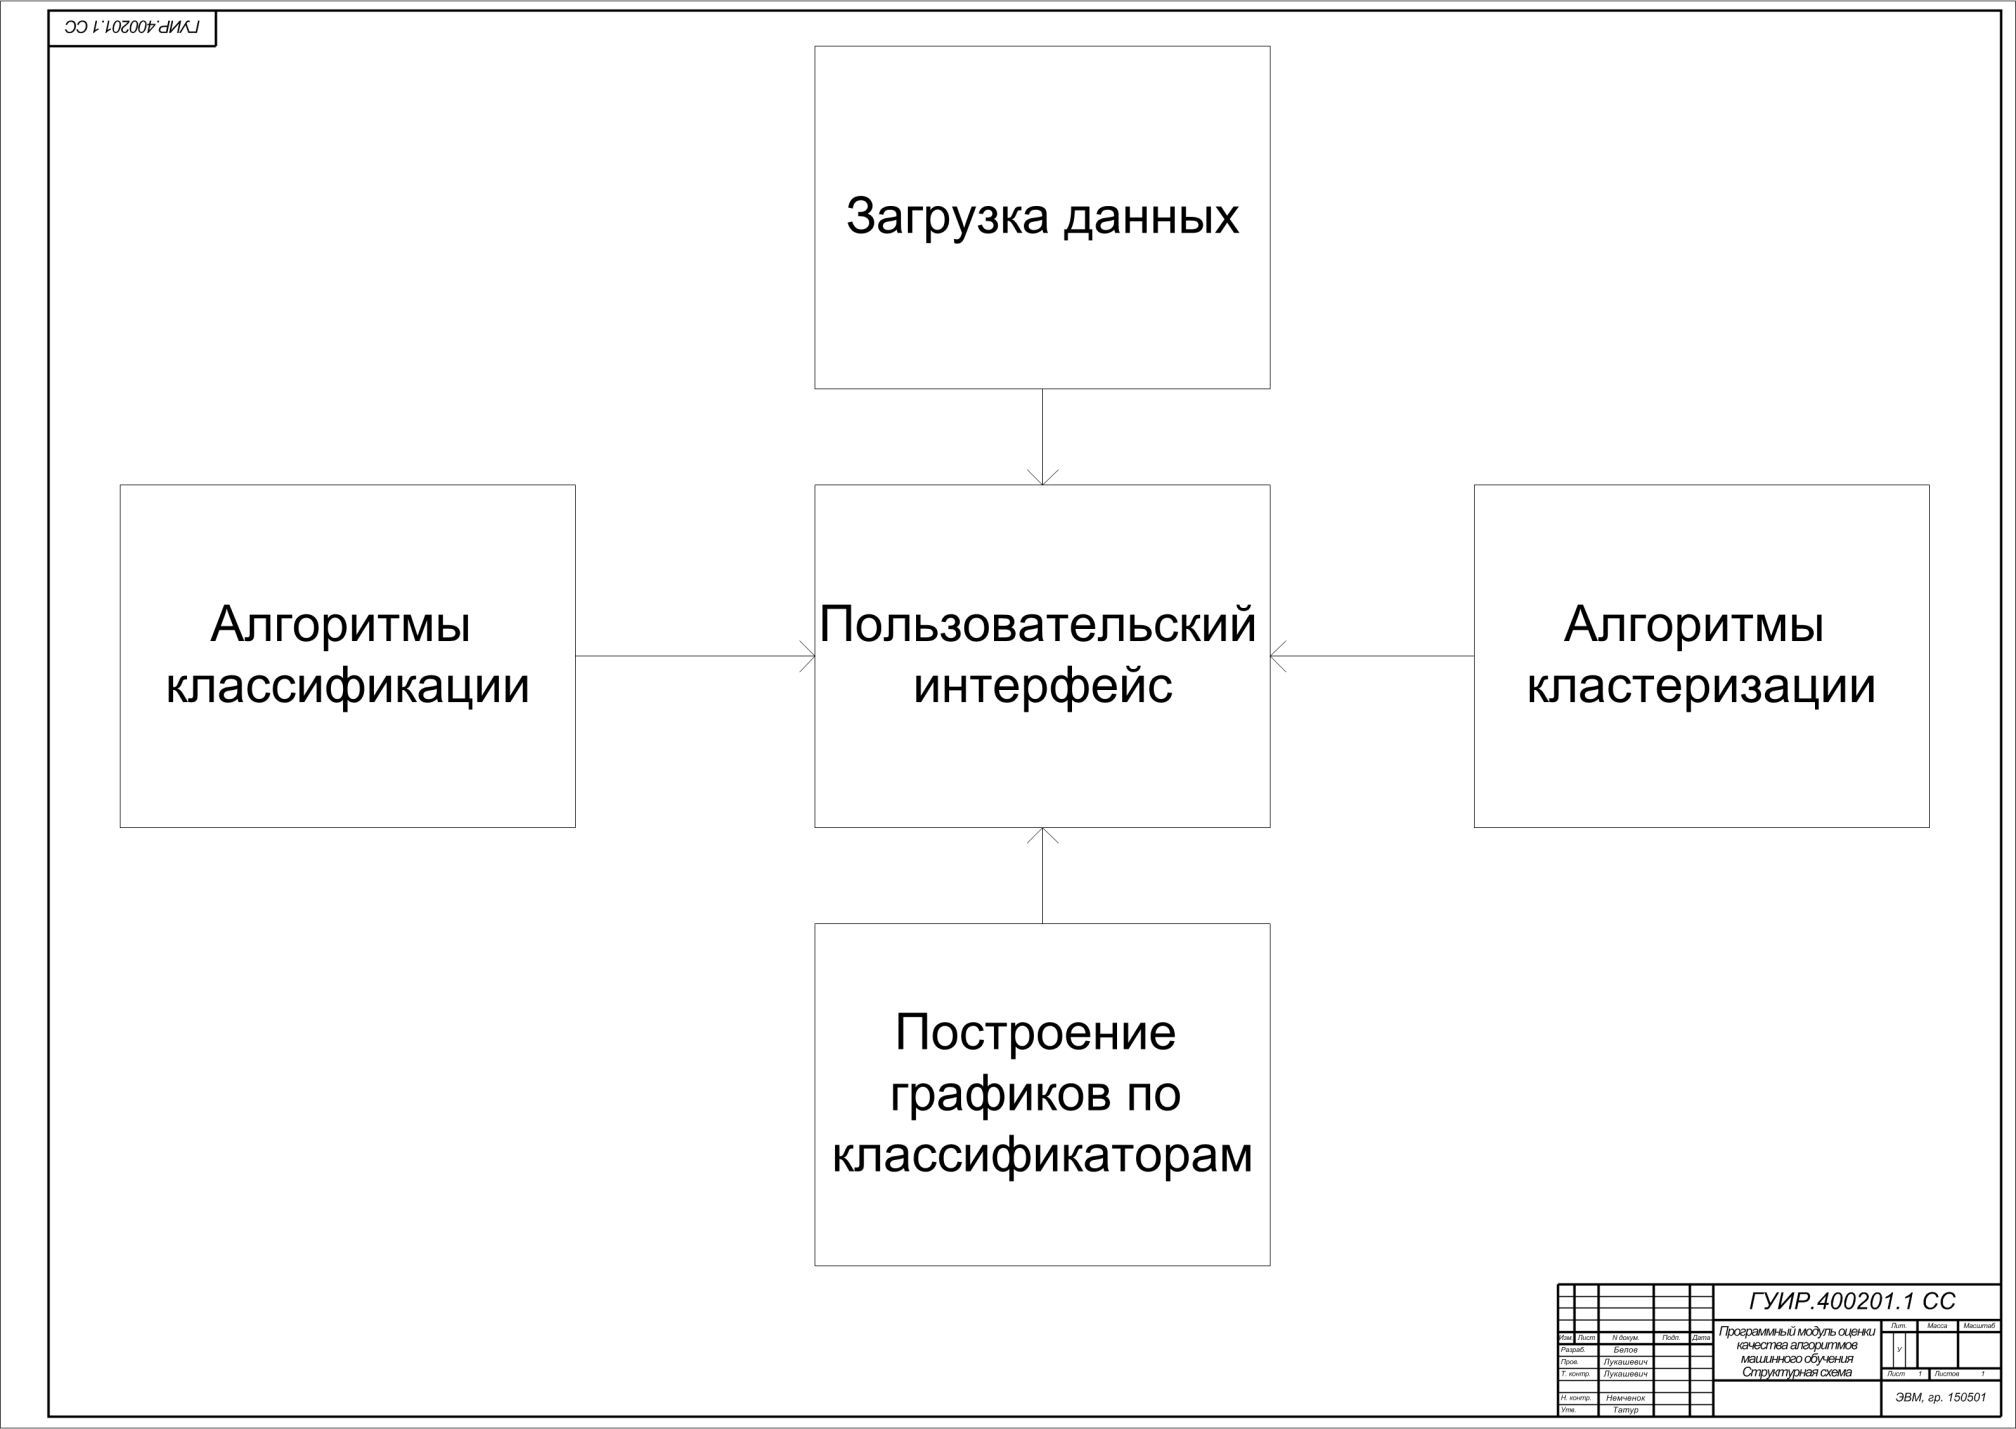 ГУИР.400201.1 СС
Загрузка данных
Алгоритмы
классификации
Пользовательский
интерфейс
Алгоритмы
кластеризации
Построение
графиков по
классификаторам
ГУИР.400201.1 СС
Программный модуль оценки
качества алгоритмов
машинного обучения
Структурная схема
Лит. Масса Масштаб
У
Лист 1 Листов 1
ЭВМ, гр. 150501
Изм. Лист N докум. Подп. Дата
Разраб. Белов
Пров. Лукашевич
Т. контр. Лукашевич
Н. контр. Немченок
Утв. Татур